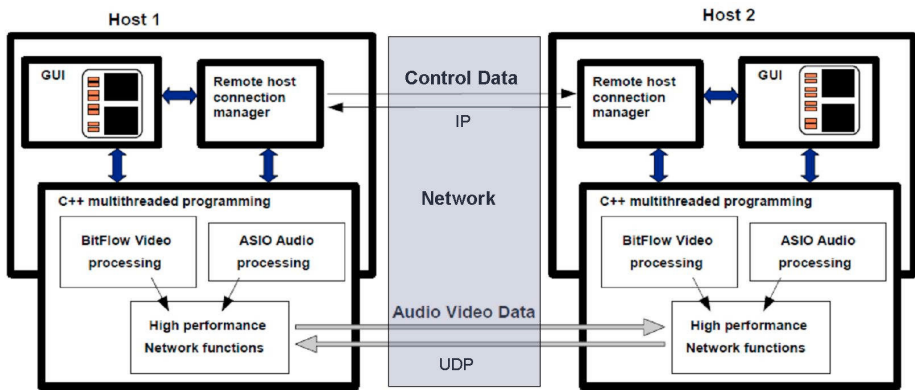 Host 1
GUI
Remote host
connection
manager
C++ multithreaded programming
BitFlow Video
processing
ASIO Audio
processing
High performance
Network functions
Control Data
IP
Network
Audio Video Data
UDP
Host 2
Remote host
connection
manager
GUI
C++ multithreaded programming
BitFlow Video
processing
ASIO Audio
processing
High performance
Network functions